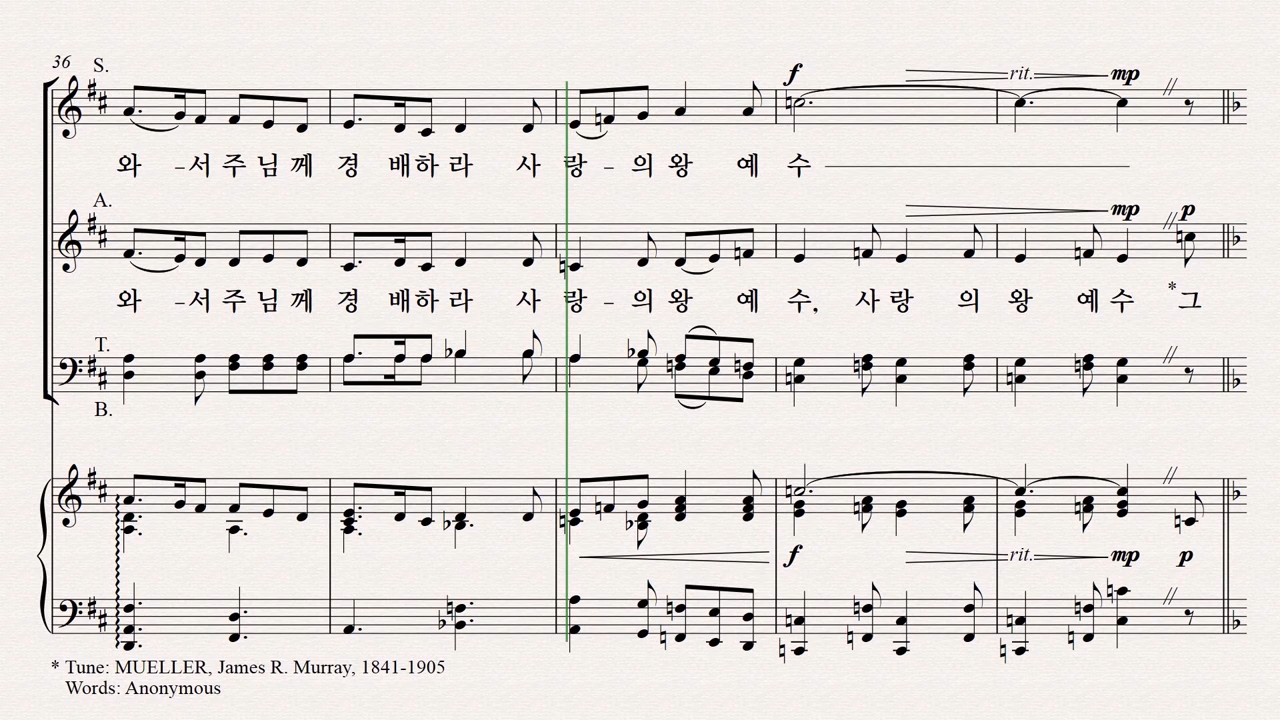 36
S.
f rit. mp
와 -서 주 님 께 경 배하 라 사 랑 - 의 왕 예 수
A.
mp p
와 -서 주 님 께 경 배하 라 사 랑 - 의 왕 예 수, 사 랑 의 왕 예 수 *그
T.
B.
f rit. mp p
* Tune: MUELLER, James R. Murray, 1841-1905
Words: Anonymous